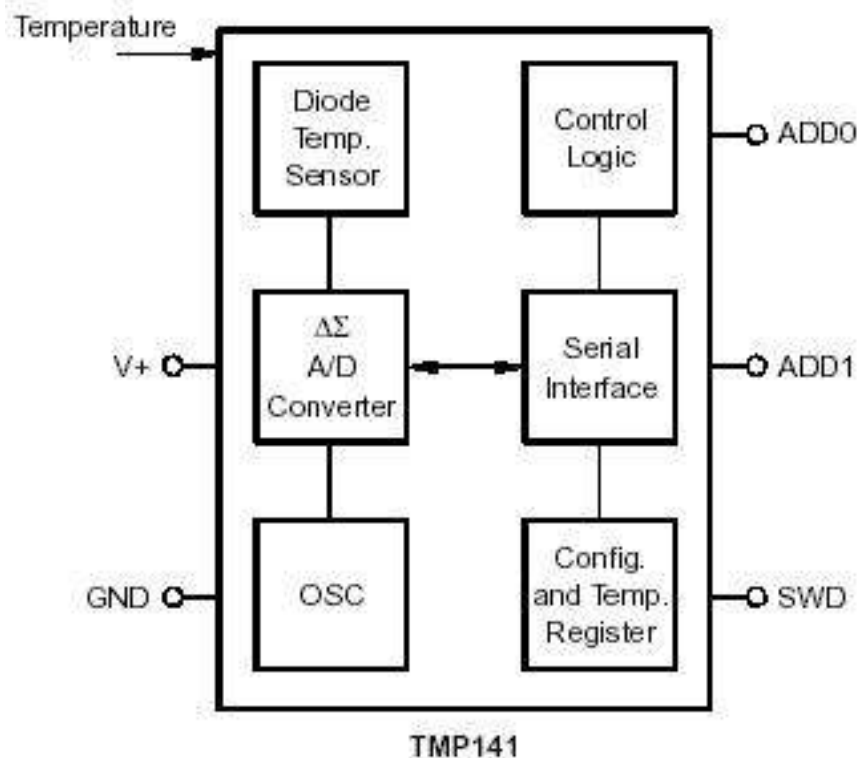 Temperature
Diode
Temp.
Sensor
Control
Logic
ADD0
V+
ΔΣ
A/D
Converter
Serial
Interface
ADD1
GND
OSC
Config.
and Temp.
Register
SWD
TMP141